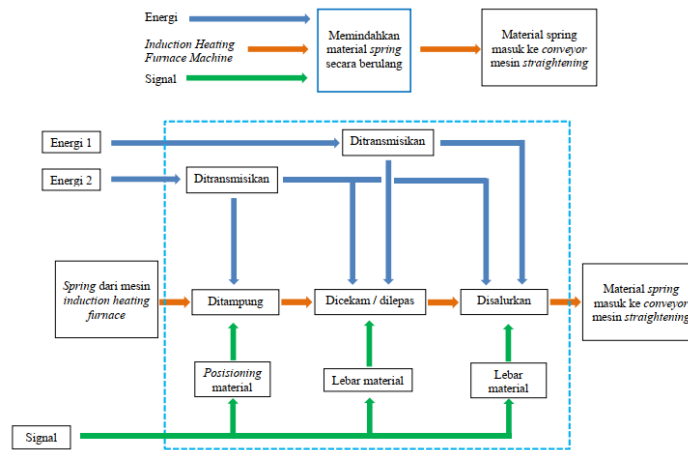 Energi
Induction Heating
Furnace Machine
Signal
Memindahkan
material spring
secara berulang
Material spring
masuk ke conveyor
mesin straightening
Energi 1
Ditransmisikan
Energi 2
Ditransmisikan
Spring dari mesin
induction heating
furnace
Ditampung
Dicekam / dilepas
Disalurkan
Material spring
masuk ke conveyor
mesin straightening
Posisioning
material
Lebar material
Lebar
material
Signal